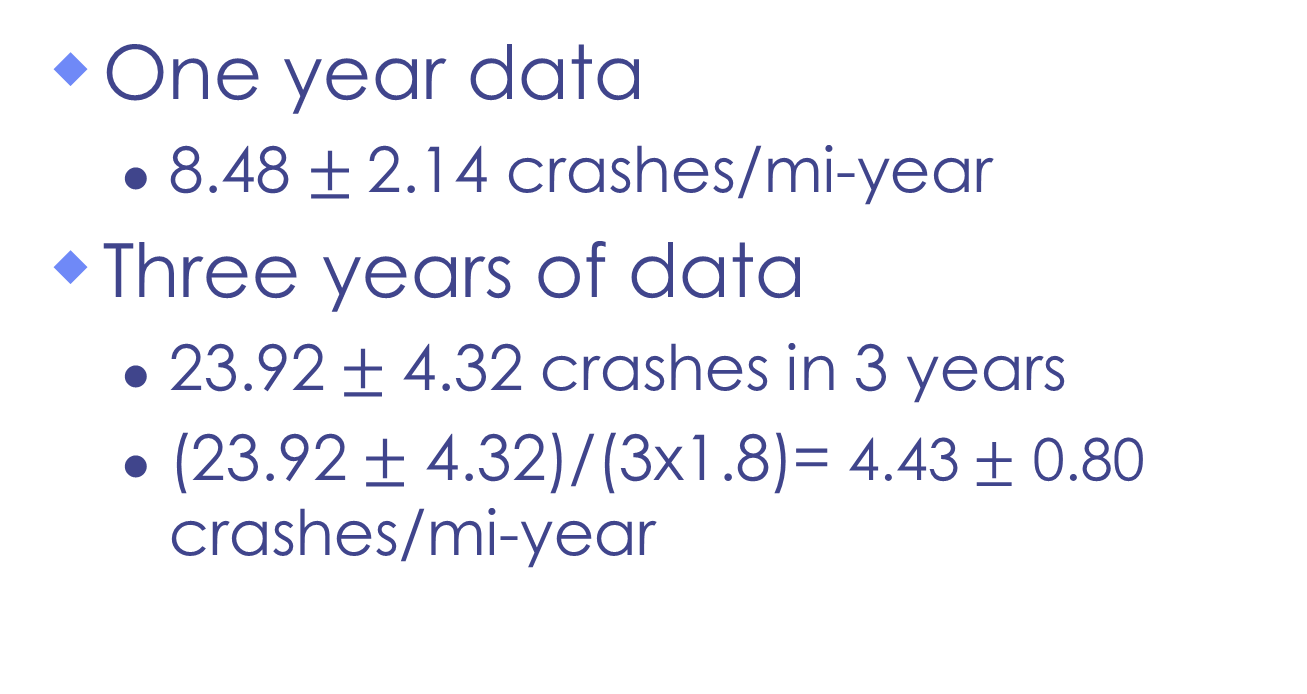 ◆ One year data
● 8.48 ± 2.14 crashes/mi-year
◆ Three years of data
● 23.92 ± 4.32 crashes in 3 years
● (23.92 ± 4.32)/(3x1.8)= 4.43 ± 0.80
crashes/mi-year